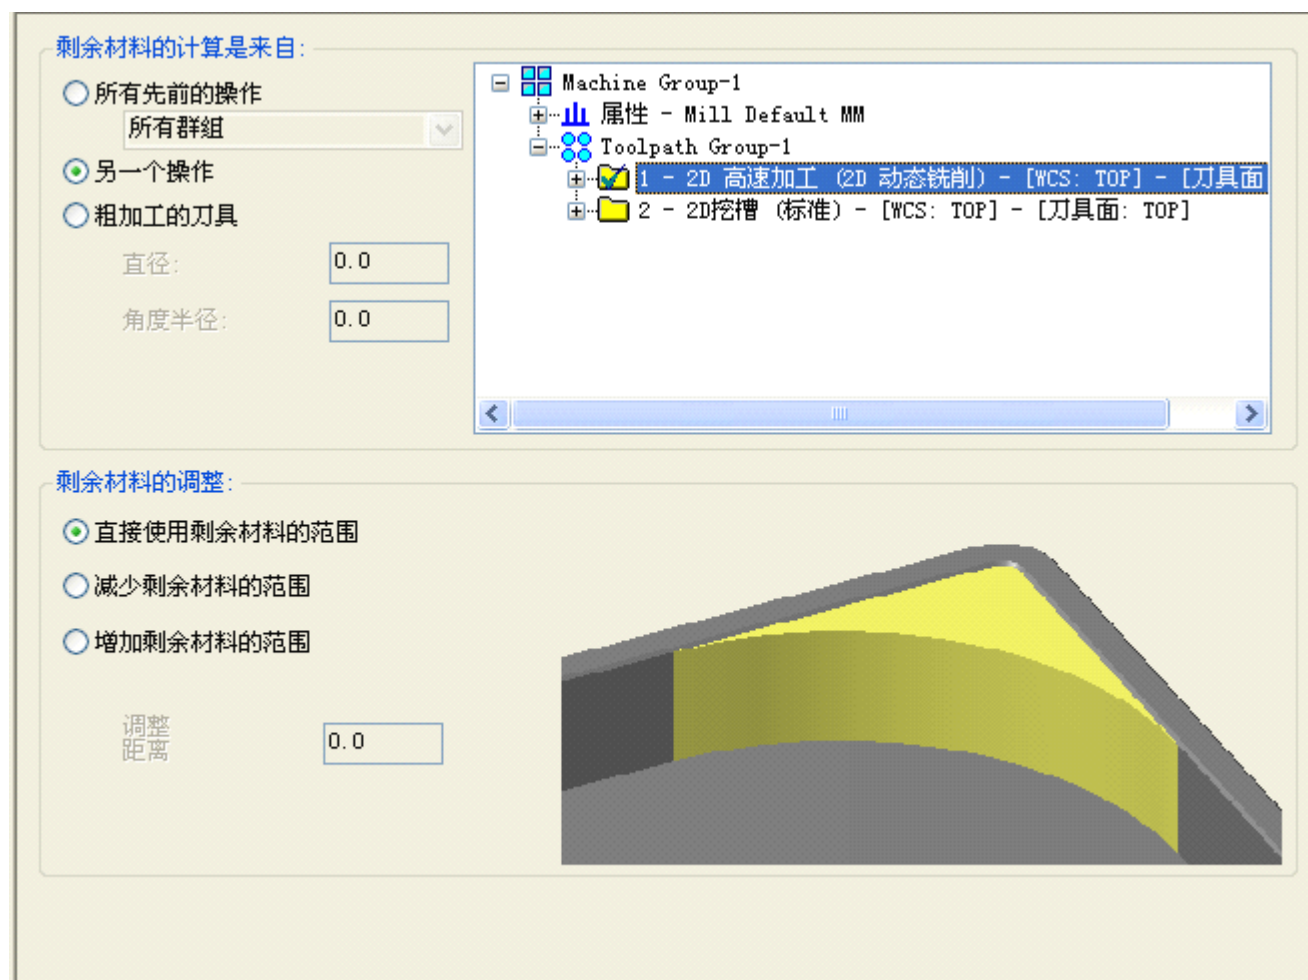 剩余材料的计算是来自:
所有先前的操作
所有群组
另一个操作
粗加工的刀具
直径:
0.0
角度半径:
0.0
Machine Group-1
属性 - Mill Default MM
Toolpath Group-1
1 - 2D 高速加工 (2D 动态铣削) - [WCS: TOP] - [刀具面
2 - 2D挖槽 (标准) - [WCS: TOP] - [刀具面: TOP]
剩余材料的调整:
直接使用剩余材料的范围
减少剩余材料的范围
增加剩余材料的范围
调整
距离
0.0